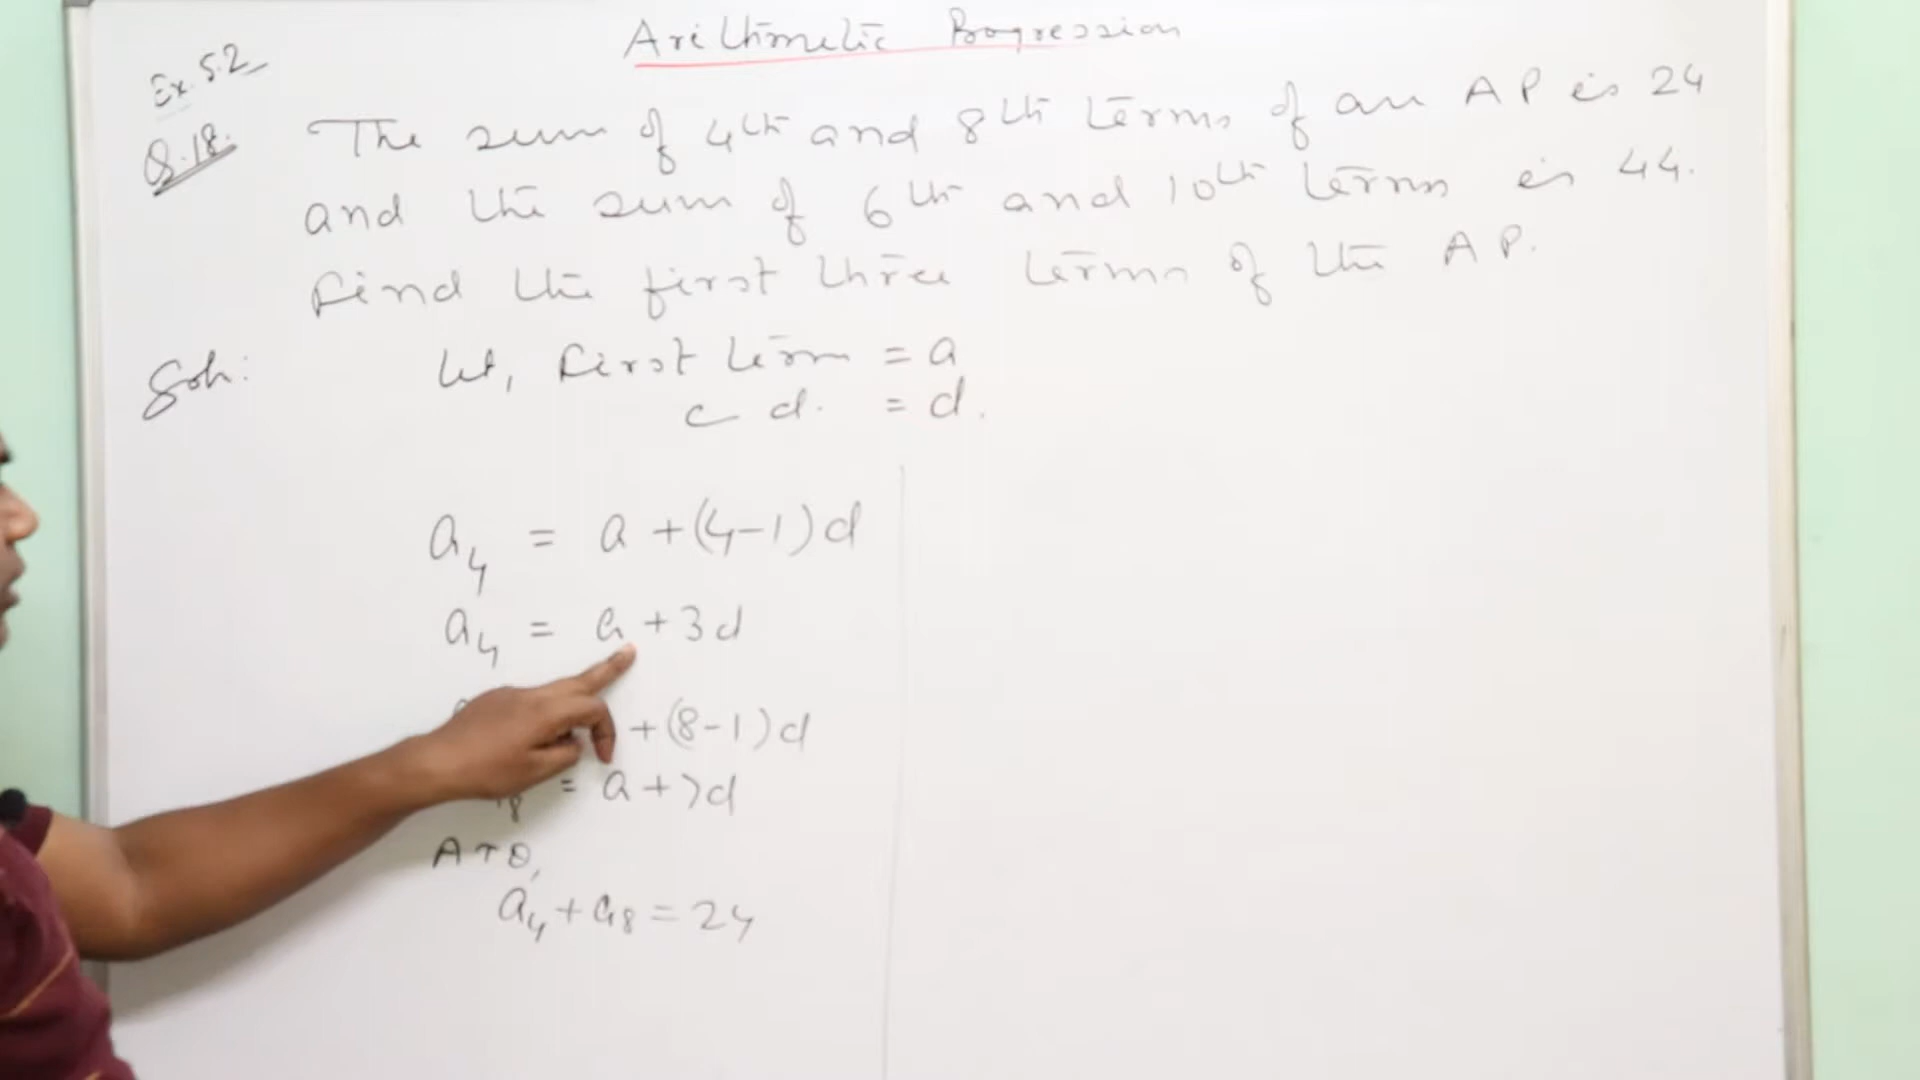 Arithmetic Progression
Ex. 5.2
Q.18. The sum of 4th and 8th terms of an AP is 24
and the sum of 6th and 10th terms is 44.
Find the first three terms of the AP.
Soln: Let, First term = a
c d. = d.
a₄ = a + (4-1)d
a₄ = a + 3d
+ (8-1)d
₈ = a + 7d
ATQ,
a₄ + a₈ = 24